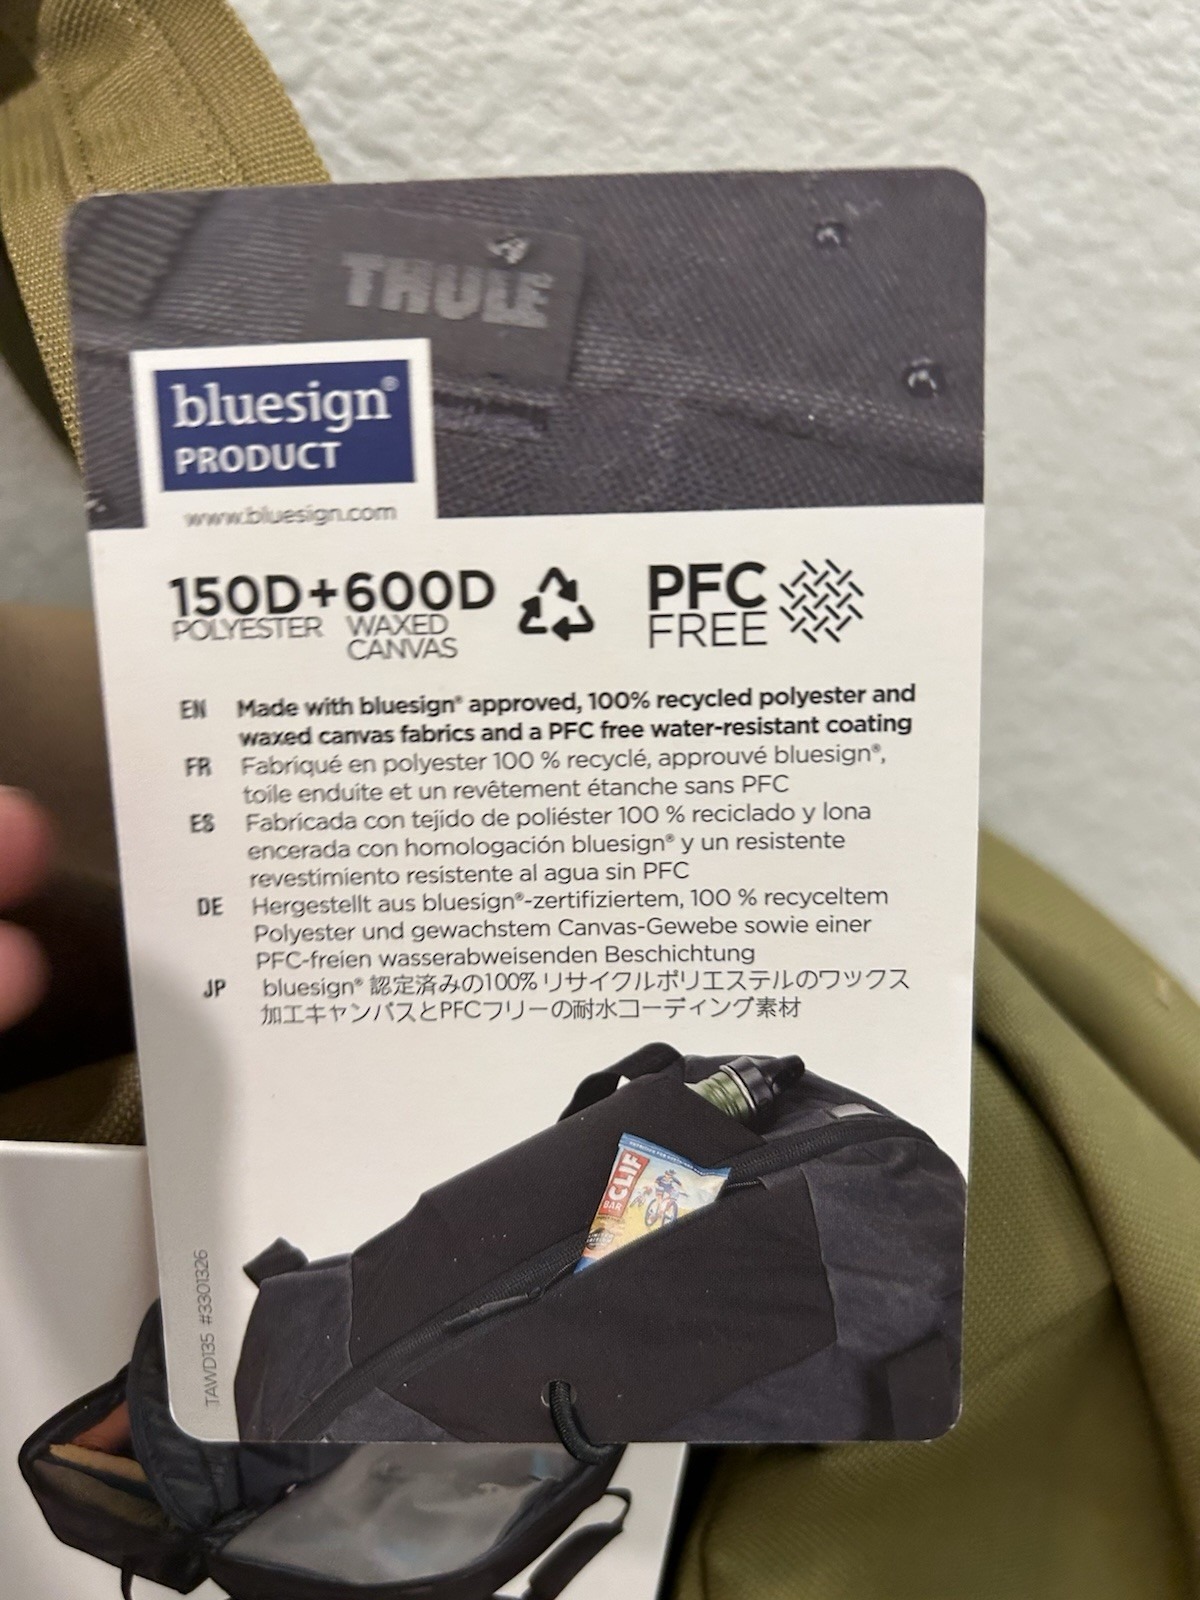 THULE
bluesign®
PRODUCT
www.bluesign.com
150D+600D
POLYESTER WAXED
CANVAS
PFC
FREE
EN Made with bluesign® approved, 100% recycled polyester and
waxed canvas fabrics and a PFC free water-resistant coating
FR Fabriqué en polyester 100 % recyclé, approuvé bluesign®,
toile enduite et un revêtement étanche sans PFC
ES Fabricada con tejido de poliéster 100 % reciclado y lona
encerada con homologación bluesign® y un resistente
revestimiento resistente al agua sin PFC
DE Hergestellt aus bluesign®-zertifiziertem, 100 % recyceltem
Polyester und gewachstem Canvas-Gewebe sowie einer
PFC-freien wasserabweisenden Beschichtung
JP bluesign® 認定済みの100% リサイクルポリエステルのワックス
加工キャンバスとPFCフリーの耐水コーディング素材
CLIF
BAR
TAWD135 #3301326